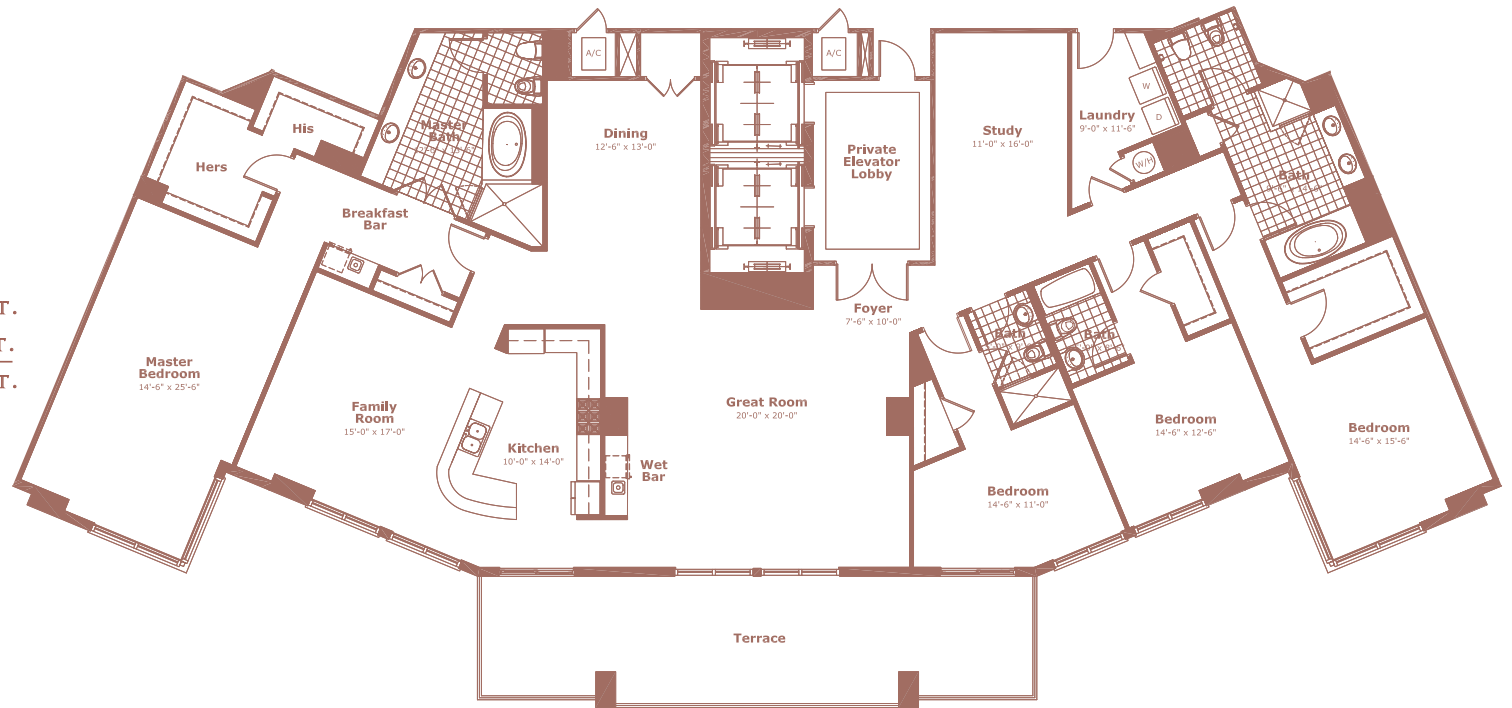 A/C
A/C
His
Hers
Master
Bath
Dining
12'-6" x 13'-0"
Private
Elevator
Lobby
Study
11'-0" x 16'-0"
Laundry
9'-0" x 11'-6"
W
D
W/H
Bath
Breakfast
Bar
Foyer
7'-6" x 10'-0"
Bath
Bath
T.
T.
T.
Master
Bedroom
14'-6" x 25'-6"
Family
Room
15'-0" x 17'-0"
Kitchen
10'-0" x 14'-0"
Wet
Bar
Great Room
20'-0" x 20'-0"
Bedroom
14'-6" x 11'-0"
Bedroom
14'-6" x 12'-6"
Bedroom
14'-6" x 15'-6"
Terrace